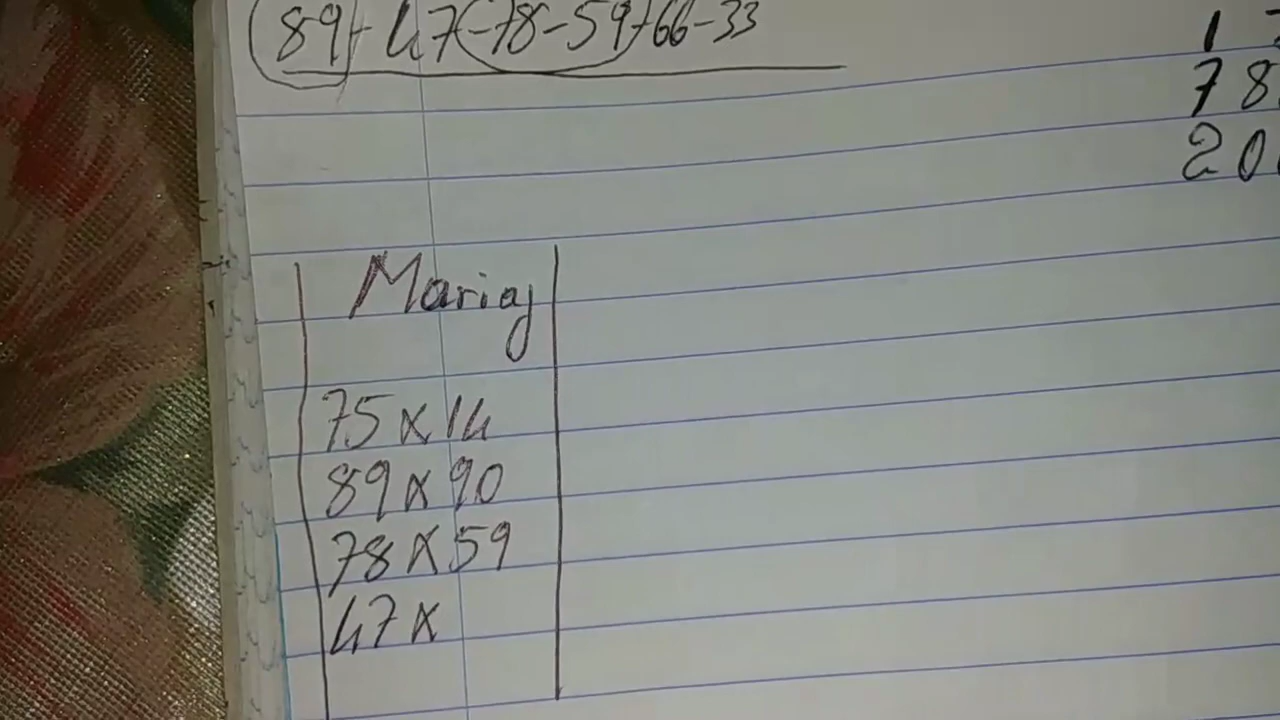 (89)+47(-78-59)+66-33
1
78
20
Mariaj
75x14
89x90
78x59
47x